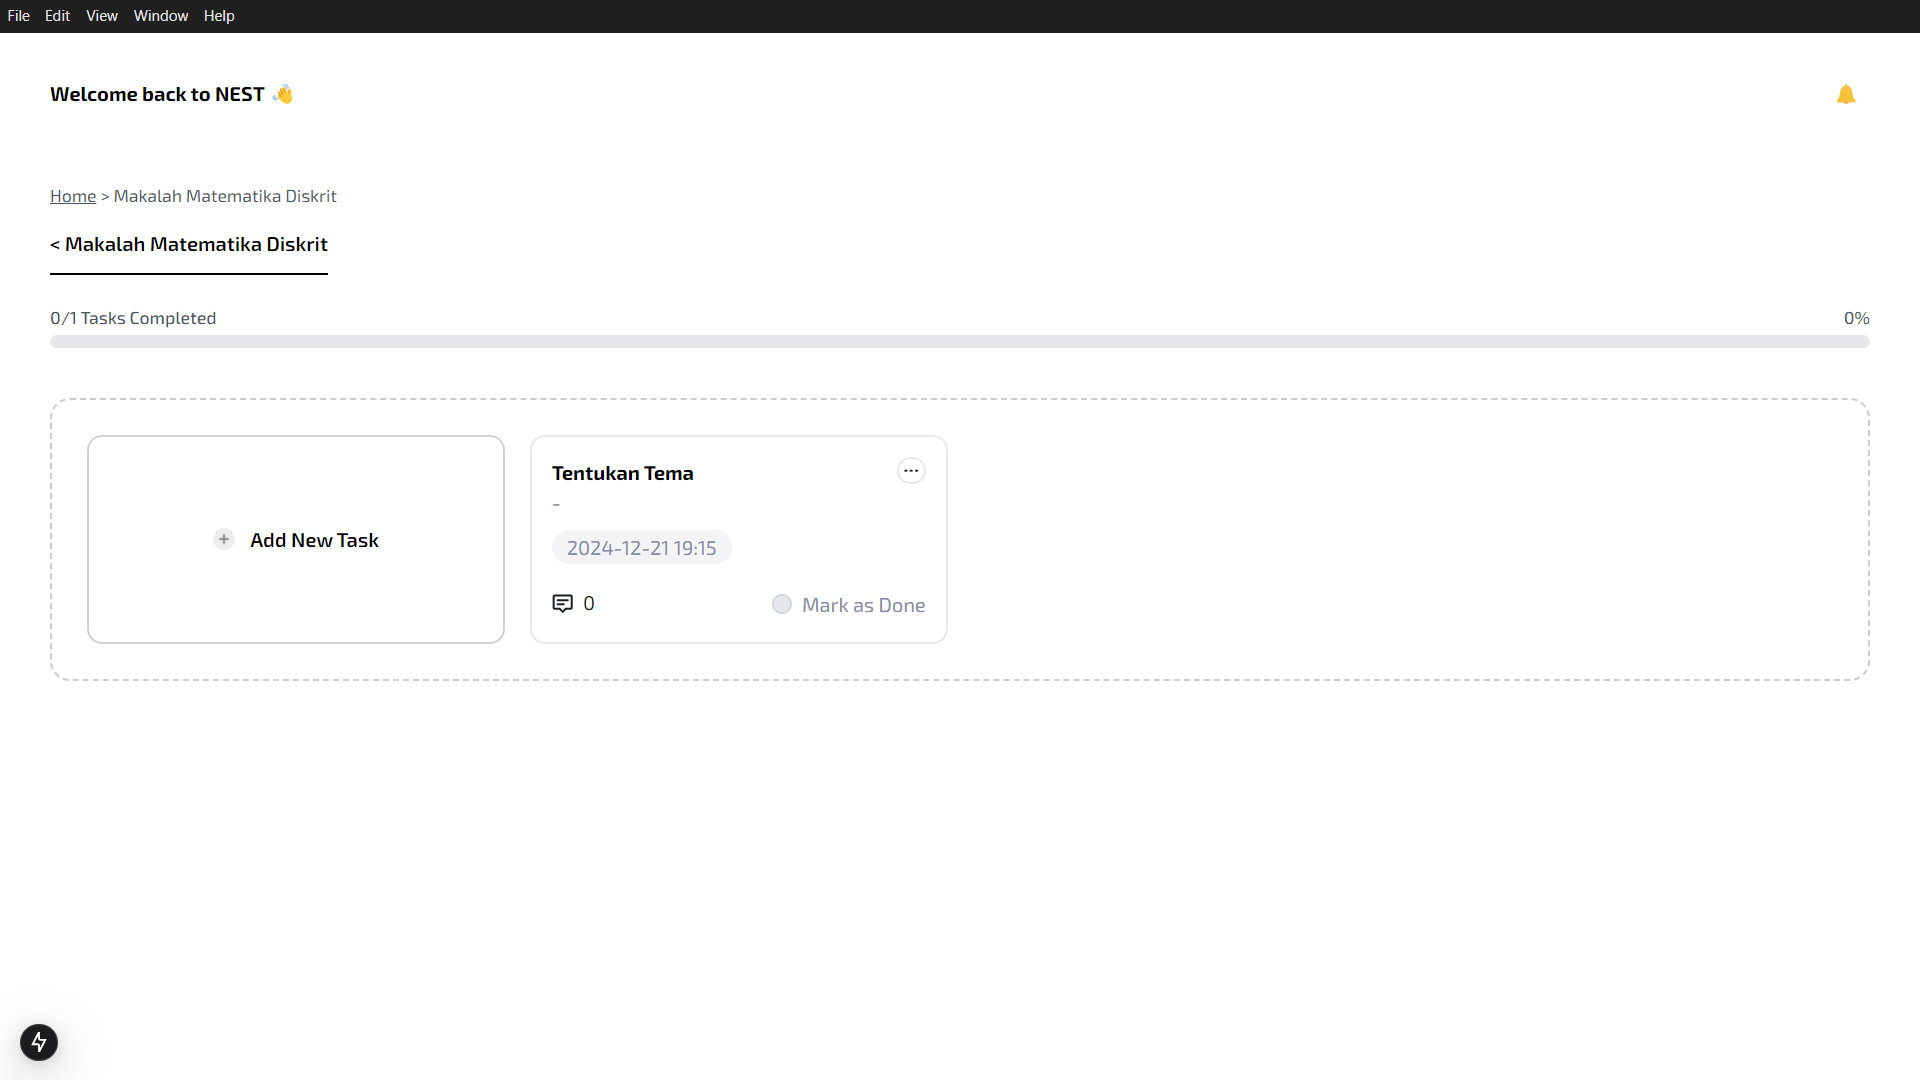 File Edit View Window Help
Welcome back to NEST 👋
Home > Makalah Matematika Diskrit
< Makalah Matematika Diskrit
0/1 Tasks Completed 0%
+ Add New Task
Tentukan Tema ...
-
2024-12-21 19:15
0 Mark as Done